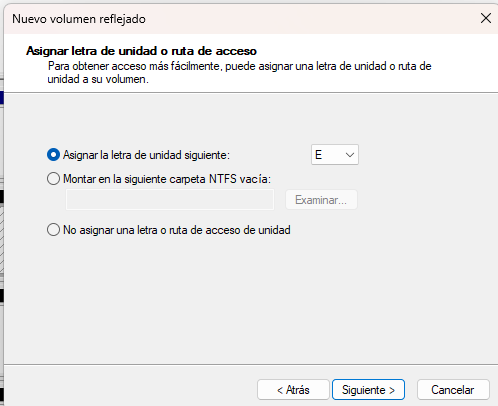 Nuevo volumen reflejado
Asignar letra de unidad o ruta de acceso
Para obtener acceso más fácilmente, puede asignar una letra de unidad o ruta de
unidad a su volumen.
Asignar la letra de unidad siguiente:
E
Montar en la siguiente carpeta NTFS vacía:
Examinar...
No asignar una letra o ruta de acceso de unidad
< Atrás
Siguiente >
Cancelar